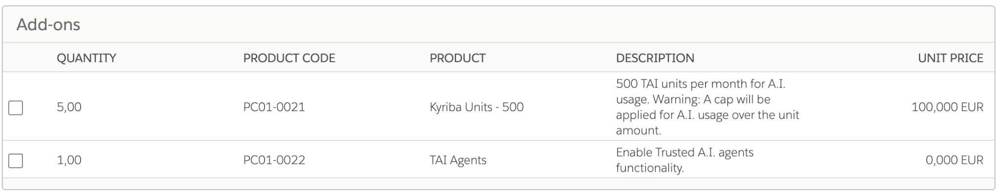 Add-ons
QUANTITY PRODUCT CODE PRODUCT DESCRIPTION UNIT PRICE
5,00 PC01-0021 Kyriba Units - 500 500 TAI units per month for A.I.
usage. Warning: A cap will be
applied for A.I. usage over the unit
amount. 100,000 EUR
1,00 PC01-0022 TAI Agents Enable Trusted A.I. agents
functionality. 0,000 EUR